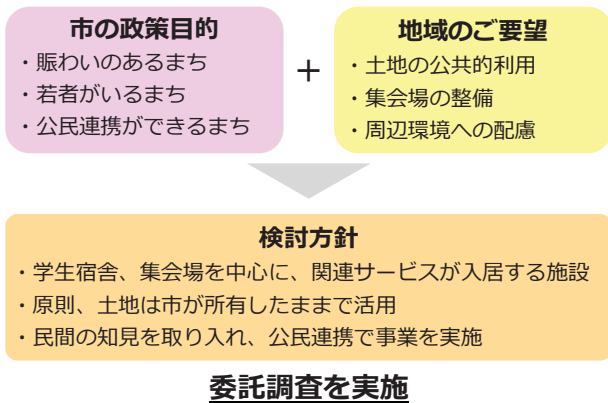 市の政策目的
・賑わいのあるまち
・若者がいるまち
・公民連携ができるまち
＋
地域のご要望
・土地の公共的利用
・集会場の整備
・周辺環境への配慮
検討方針
・学生宿舎、集会場を中心に、関連サービスが入居する施設
・原則、土地は市が所有したままで活用
・民間の知見を取り入れ、公民連携で事業を実施
委託調査を実施